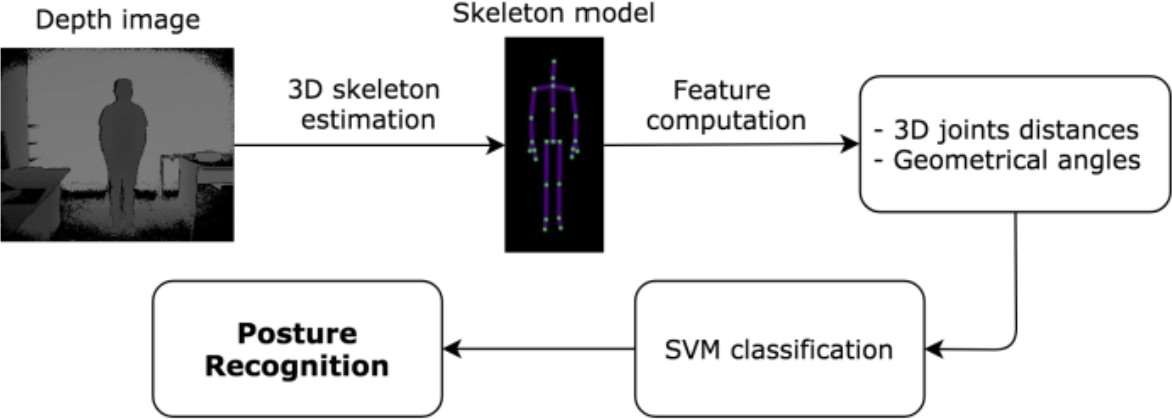 Depth image
Skeleton model
3D skeleton
estimation
Feature
computation
- 3D joints distances
- Geometrical angles
SVM classification
Posture
Recognition